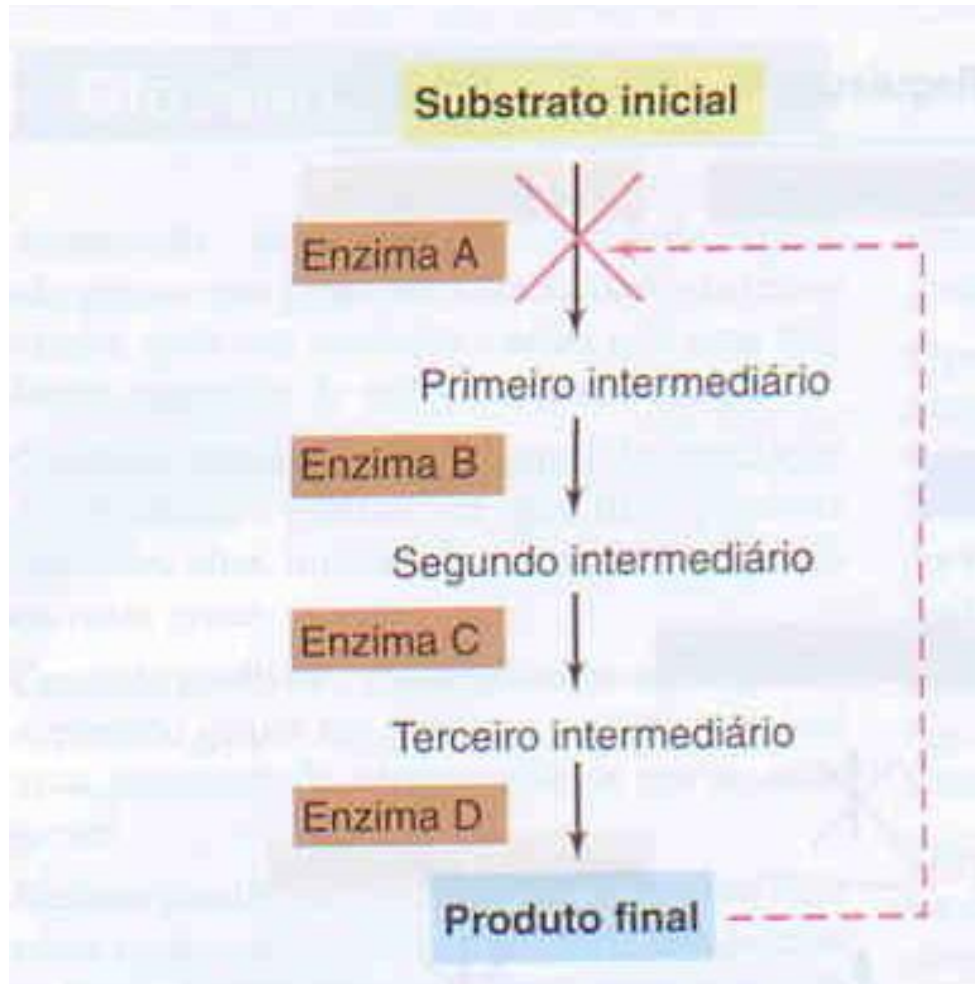 Substrato inicial
Enzima A
Primeiro intermediário
Enzima B
Segundo intermediário
Enzima C
Terceiro intermediário
Enzima D
Produto final